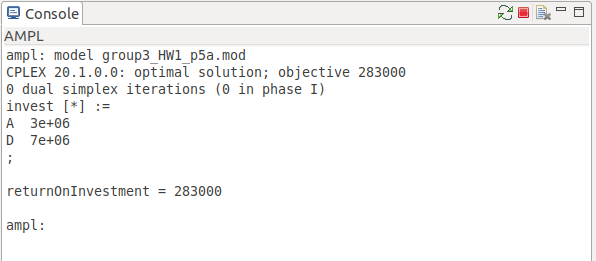 Console
AMPL
ampl: model group3_HW1_p5a.mod
CPLEX 20.1.0.0: optimal solution; objective 283000
0 dual simplex iterations (0 in phase I)
invest [*] :=
A  3e+06
D  7e+06
;
returnOnInvestment = 283000
ampl: